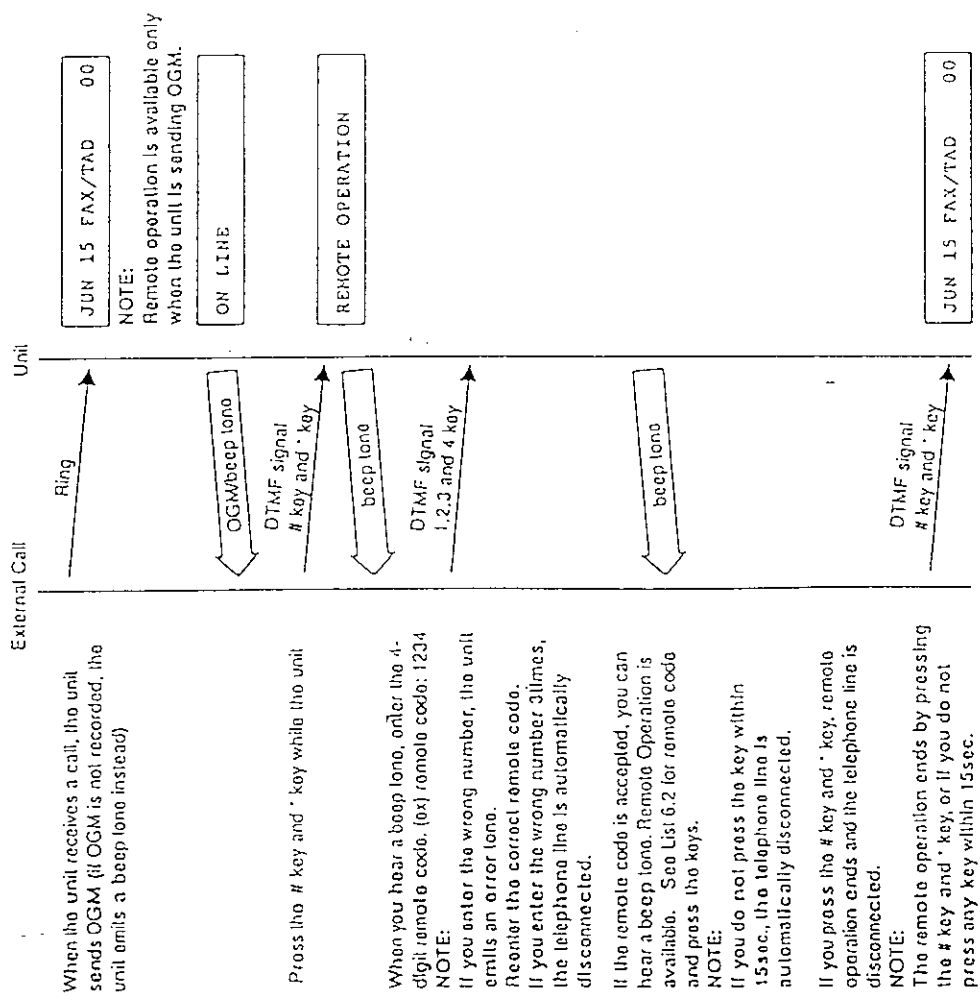 External Call
Unit
When the unit receives a call, the unit
sends OGM (if OGM is not recorded, the
unit emits a beep tone instead)
Ring
JUN 15 FAX/TAD 00
NOTE:
Remote operation is available only
when the unit is sending OGM.
OGM/beep tone
ON LINE
Press the # key and * key while the unit
DTMF signal
# key and * key
REMOTE OPERATION
beep tone
When you hear a beep tone, enter the 4-
digit remote code. (ex) remote code: 1234
NOTE:
If you enter the wrong number, the unit
emits an error tone.
Reenter the correct remote code.
If you enter the wrong number 3times,
the telephone line is automatically
disconnected.
DTMF signal
1,2,3 and 4 key
If the remote code is accepted, you can
hear a beep tone. Remote Operation is
available. See List 6.2 for remote code
and press the keys.
NOTE:
If you do not press the key within
15sec., the telephone line is
automatically disconnected.
beep tone
If you press the # key and * key, remote
operation ends and the telephone line is
disconnected.
NOTE:
The remote operation ends by pressing
the # key and * key, or if you do not
press any key within 15sec.
DTMF signal
# key and * key
JUN 15 FAX/TAD 00